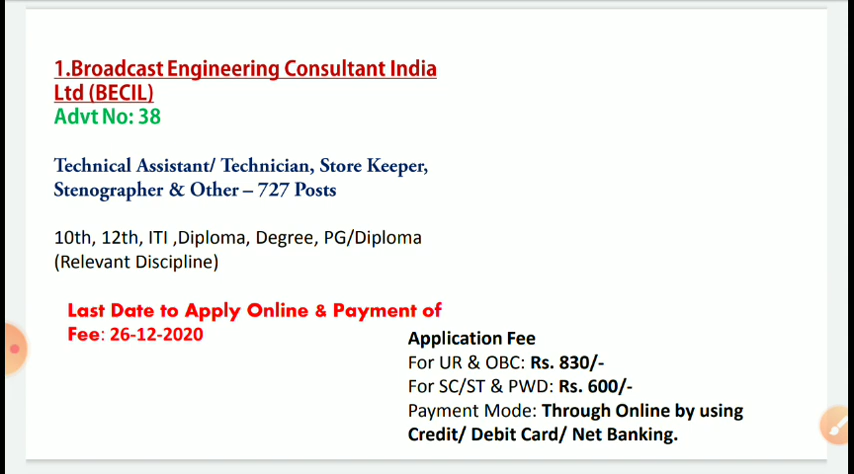 1.Broadcast Engineering Consultant India
Ltd (BECIL)
Advt No: 38
Technical Assistant/ Technician, Store Keeper,
Stenographer & Other – 727 Posts
10th, 12th, ITI ,Diploma, Degree, PG/Diploma
(Relevant Discipline)
Last Date to Apply Online & Payment of
Fee: 26-12-2020
Application Fee
For UR & OBC: Rs. 830/-
For SC/ST & PWD: Rs. 600/-
Payment Mode: Through Online by using
Credit/ Debit Card/ Net Banking.